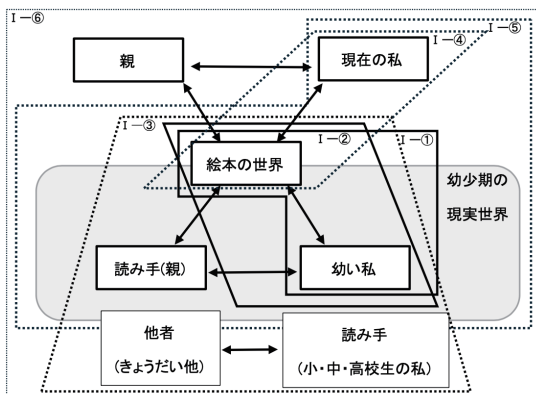 Ⅰ－⑥
Ⅰ－⑤
Ⅰ－④
親
現在の私
Ⅰ－③
Ⅰ－②
Ⅰ－①
絵本の世界
幼少期の
現実世界
読み手(親)
幼い私
他者
(きょうだい他)
読み手
(小・中・高校生の私)